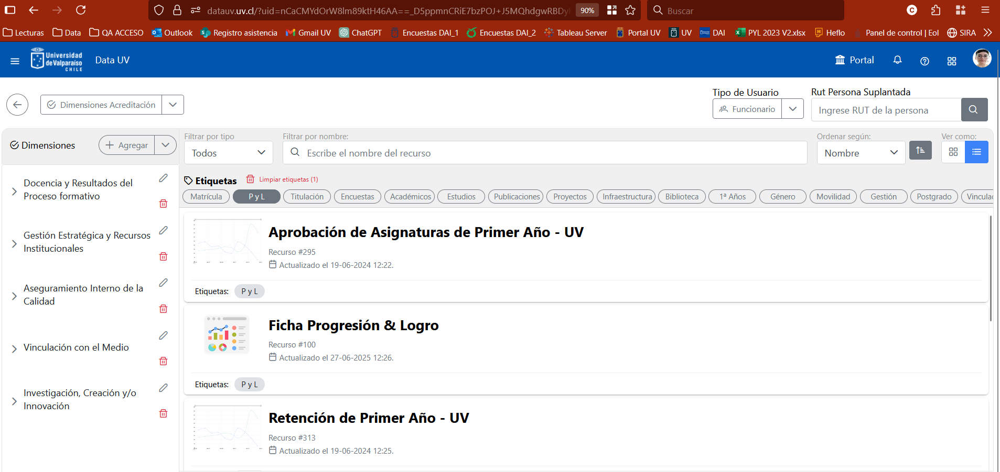 datauv.uv.cl/?uid=nCaCMYdOrW8lm89ktH46AA==_D5ppmnCRiE7bzPOJ+J5MQhdgwRBDy
90%
Buscar
C
Lecturas
Data
QA ACCESO
Outlook
Registro asistencia
Gmail UV
ChatGPT
Encuestas DAI_1
Encuestas DAI_2
Tableau Server
Portal UV
UV
DAI
PYL 2023 V2.xlsx
Heflo
Panel de control | Eol
SIRA
Universidad
de Valparaíso
CHILE
Data UV
Portal
Dimensiones Acreditación
Tipo de Usuario
Funcionario
Rut Persona Suplantada
Ingrese RUT de la persona
Dimensiones
Agregar
Filtrar por tipo
Todos
Filtrar por nombre:
Escribe el nombre del recurso
Ordenar según:
Nombre
Ver como:
Docencia y Resultados del
Proceso formativo
Gestión Estratégica y Recursos
Institucionales
Aseguramiento Interno de la
Calidad
Vinculación con el Medio
Investigación, Creación y/o
Innovación
Etiquetas
Limpiar etiquetas (1)
Matrícula
P y L
Titulación
Encuestas
Académicos
Estudios
Publicaciones
Proyectos
Infraestructura
Biblioteca
1ª Años
Género
Movilidad
Gestión
Postgrado
Vinculac
Aprobación de Asignaturas de Primer Año - UV
Recurso #295
Actualizado el 19-06-2024 12:22.
Etiquetas: P y L
Ficha Progresión & Logro
Recurso #100
Actualizado el 27-06-2025 12:26.
Etiquetas: P y L
Retención de Primer Año - UV
Recurso #313
Actualizado el 19-06-2024 12:25.